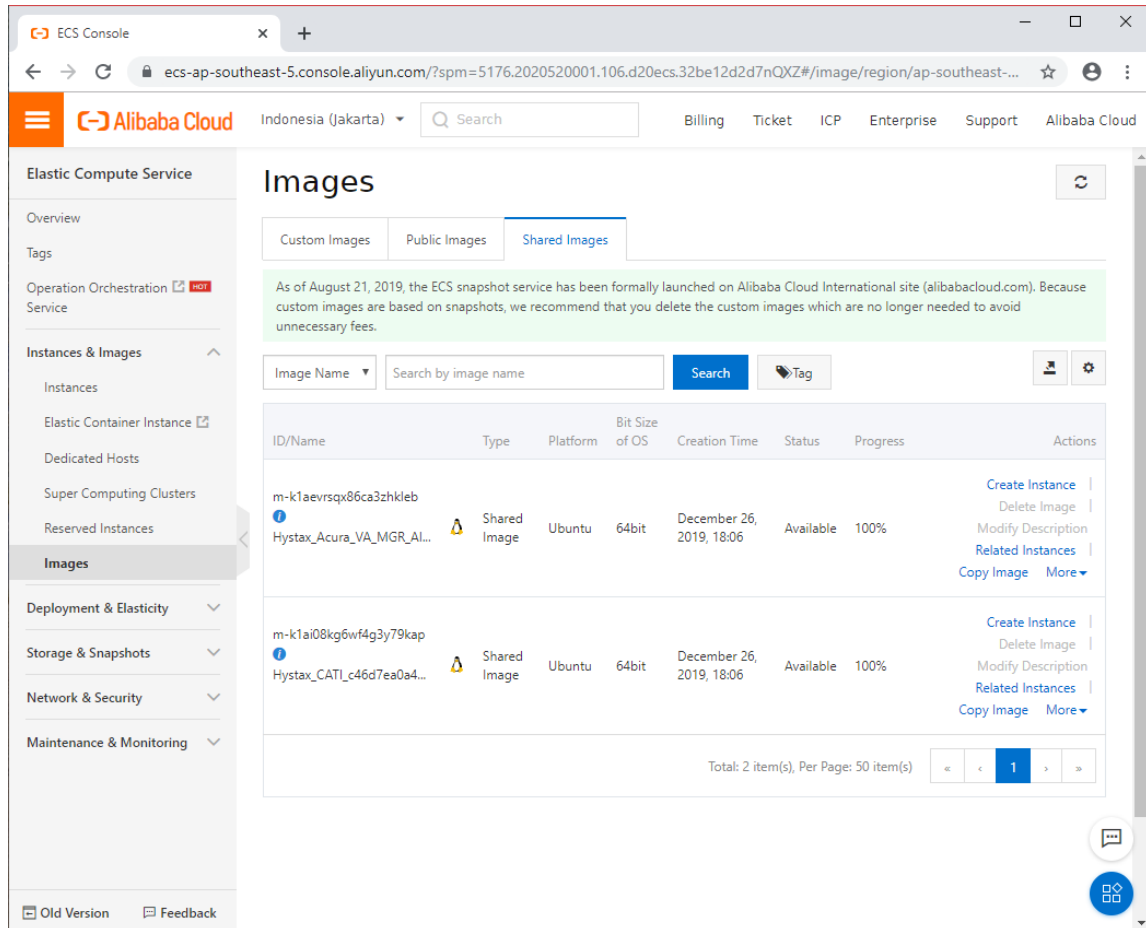 ECS Console
ecs-ap-southeast-5.console.aliyun.com/?spm=5176.2020520001.106.d20ecs.32be12d2d7nQXZ#/image/region/ap-southeast-...
Alibaba Cloud
Indonesia (Jakarta)
Search
Billing
Ticket
ICP
Enterprise
Support
Alibaba Cloud
Elastic Compute Service
Overview
Tags
Operation Orchestration HOT
Service
Instances & Images
Instances
Elastic Container Instance
Dedicated Hosts
Super Computing Clusters
Reserved Instances
Images
Deployment & Elasticity
Storage & Snapshots
Network & Security
Maintenance & Monitoring
Old Version
Feedback
Images
Custom Images
Public Images
Shared Images
As of August 21, 2019, the ECS snapshot service has been formally launched on Alibaba Cloud International site (alibabacloud.com). Because
custom images are based on snapshots, we recommend that you delete the custom images which are no longer needed to avoid
unnecessary fees.
Image Name
Search by image name
Search
Tag
ID/Name
Type
Platform
Bit Size
of OS
Creation Time
Status
Progress
Actions
m-k1aevrsqx86ca3zhkleb
Hystax_Acura_VA_MGR_Al...
Shared
Image
Ubuntu
64bit
December 26,
2019, 18:06
Available
100%
Create Instance
Delete Image
Modify Description
Related Instances
Copy Image More
m-k1ai08kg6wf4g3y79kap
Hystax_CATI_c46d7ea0a4...
Shared
Image
Ubuntu
64bit
December 26,
2019, 18:06
Available
100%
Create Instance
Delete Image
Modify Description
Related Instances
Copy Image More
Total: 2 item(s), Per Page: 50 item(s)
« ‹ 1 › »